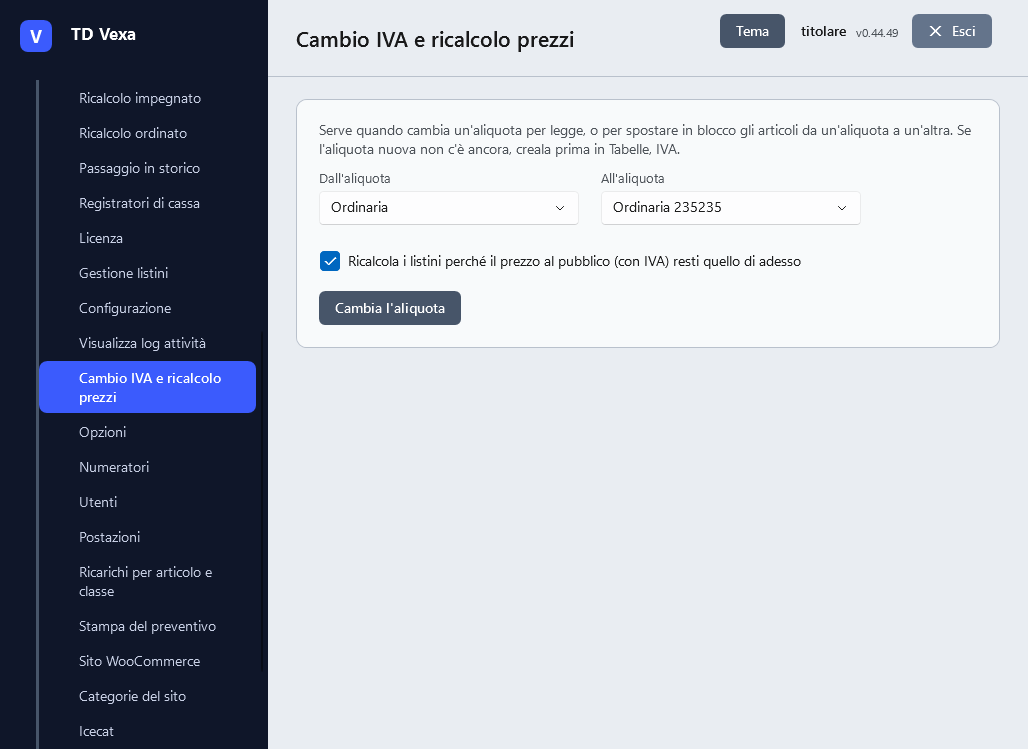 V
TD Vexa
Ricalcolo impegnato
Ricalcolo ordinato
Passaggio in storico
Registratori di cassa
Licenza
Gestione listini
Configurazione
Visualizza log attività
Cambio IVA e ricalcolo
prezzi
Opzioni
Numeratori
Utenti
Postazioni
Ricarichi per articolo e
classe
Stampa del preventivo
Sito WooCommerce
Categorie del sito
Icecat
Cambio IVA e ricalcolo prezzi
Tema
titolare
v0.44.49
Esci
Serve quando cambia un'aliquota per legge, o per spostare in blocco gli articoli da un'aliquota a un'altra. Se
l'aliquota nuova non c'è ancora, creala prima in Tabelle, IVA.
Dall'aliquota
All'aliquota
Ordinaria
Ordinaria 235235
Ricalcola i listini perché il prezzo al pubblico (con IVA) resti quello di adesso
Cambia l'aliquota